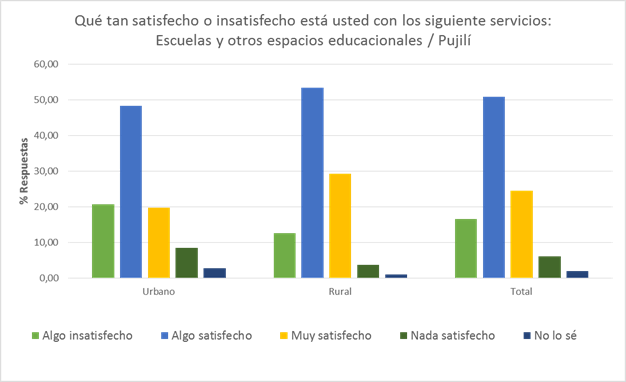 Qué tan satisfecho o insatisfecho está usted con los siguiente servicios:
Escuelas y otros espacios educacionales / Pujilí
% Respuestas
60,00
50,00
40,00
30,00
20,00
10,00
0,00
Urbano Rural Total
Algo insatisfecho Algo satisfecho Muy satisfecho Nada satisfecho No lo sé